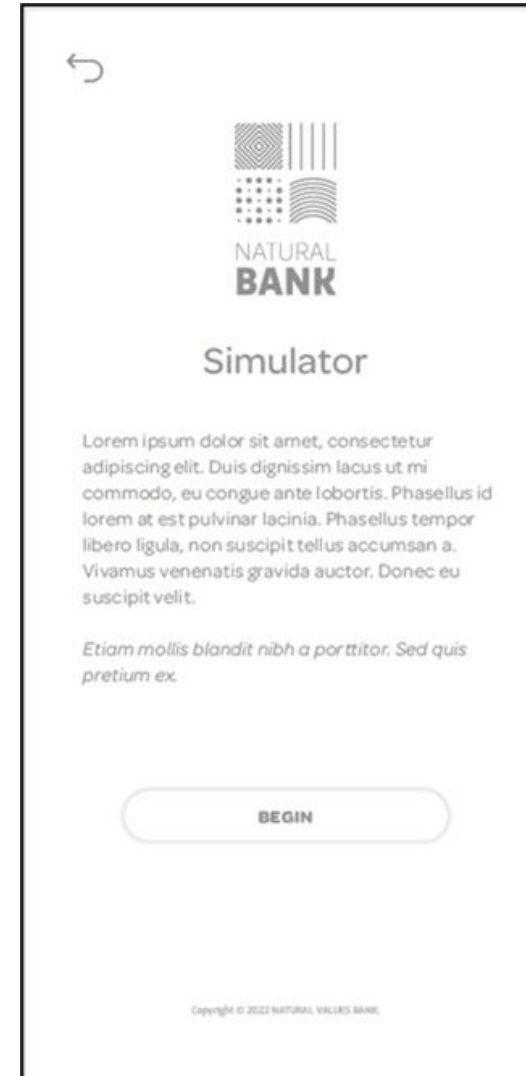 NATURAL
BANK
Simulator
Lorem ipsum dolor sit amet, consectetur
adipiscing elit. Duis dignissim lacus ut mi
commodo, eu congue ante lobortis. Phasellus id
lorem at est pulvinar lacinia. Phasellus tempor
libero ligula, non suscipit tellus accumsan a.
Vivamus venenatis gravida auctor. Donec eu
suscipit velit.
Etiam mollis blandit nibh a porttitor. Sed quis
pretium ex.
BEGIN
Copyright © 2022 NATURAL VALUES BANK.